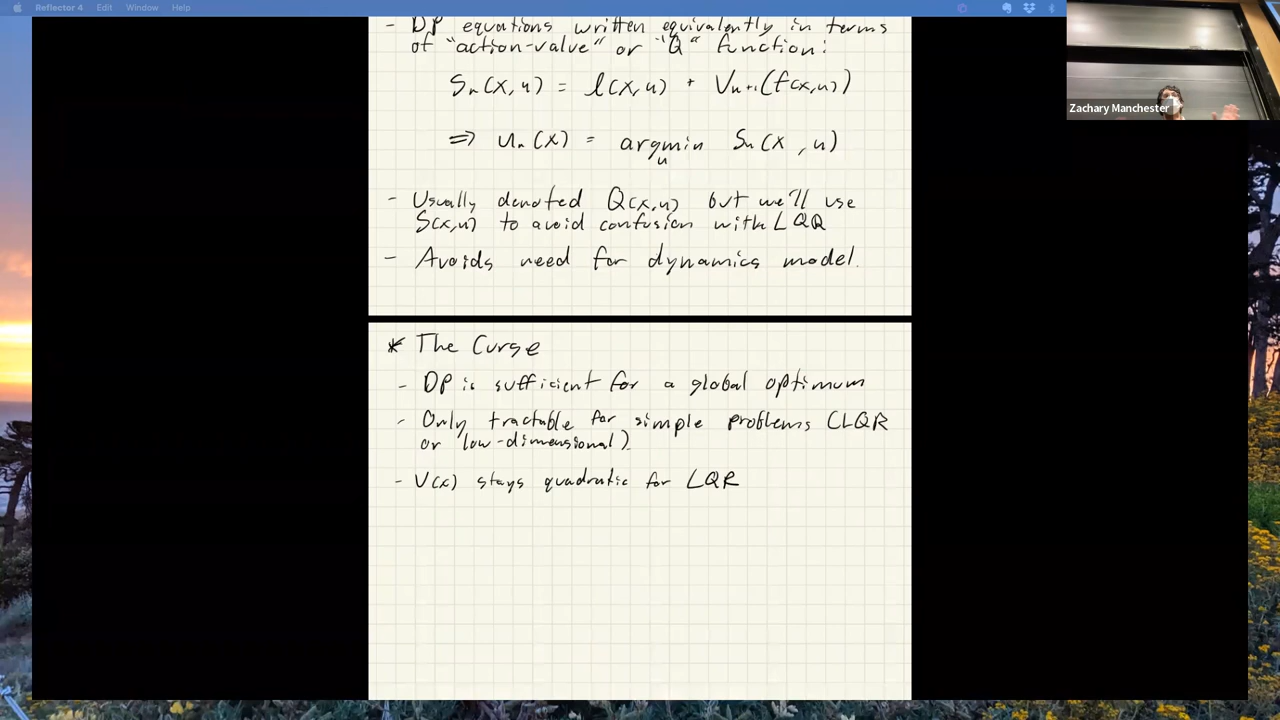 Reflector 4 Edit Window Help
Zachary Manchester
- DP equations written equivalently in terms
of "action-value" or "Q" function:
Sₙ(x,u) = l(x,u) + Vₙ₊₁(f(x,u))
⇒ uₙ(x) = argmin Sₙ(x,u)
u
- Usually denoted Q(x,u) but we'll use
S(x,u) to avoid confusion with LQR
- Avoids need for dynamics model.
* The Curse
- DP is sufficient for a global optimum
- Only tractable for simple problems (LQR
or low-dimensional).
- V(x) stays quadratic for LQR